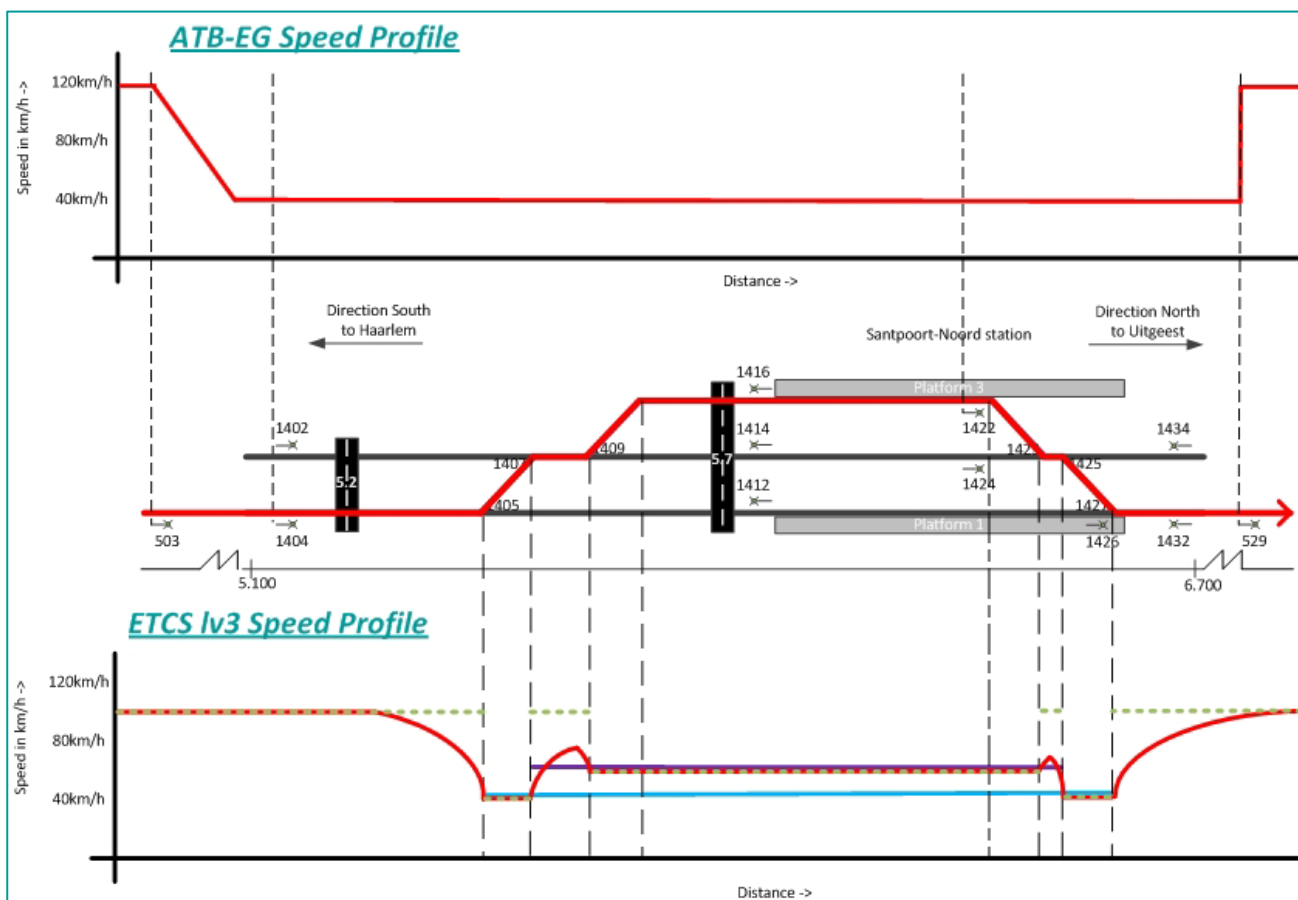 ATB-EG Speed Profile
Speed in km/h ->
120km/h
80km/h
40km/h
Distance ->
Direction South
to Haarlem
Santpoort-Noord station
Direction North
to Uitgeest
1416
Platform 3
1402
1414
1422
1434
1407
1409
5.2
5.7
1423
1425
1412
1424
1405
1427
Platform 1
503
1404
1426
1432
529
5.100
6.700
ETCS lv3 Speed Profile
Speed in km/h ->
120km/h
80km/h
40km/h
Distance ->